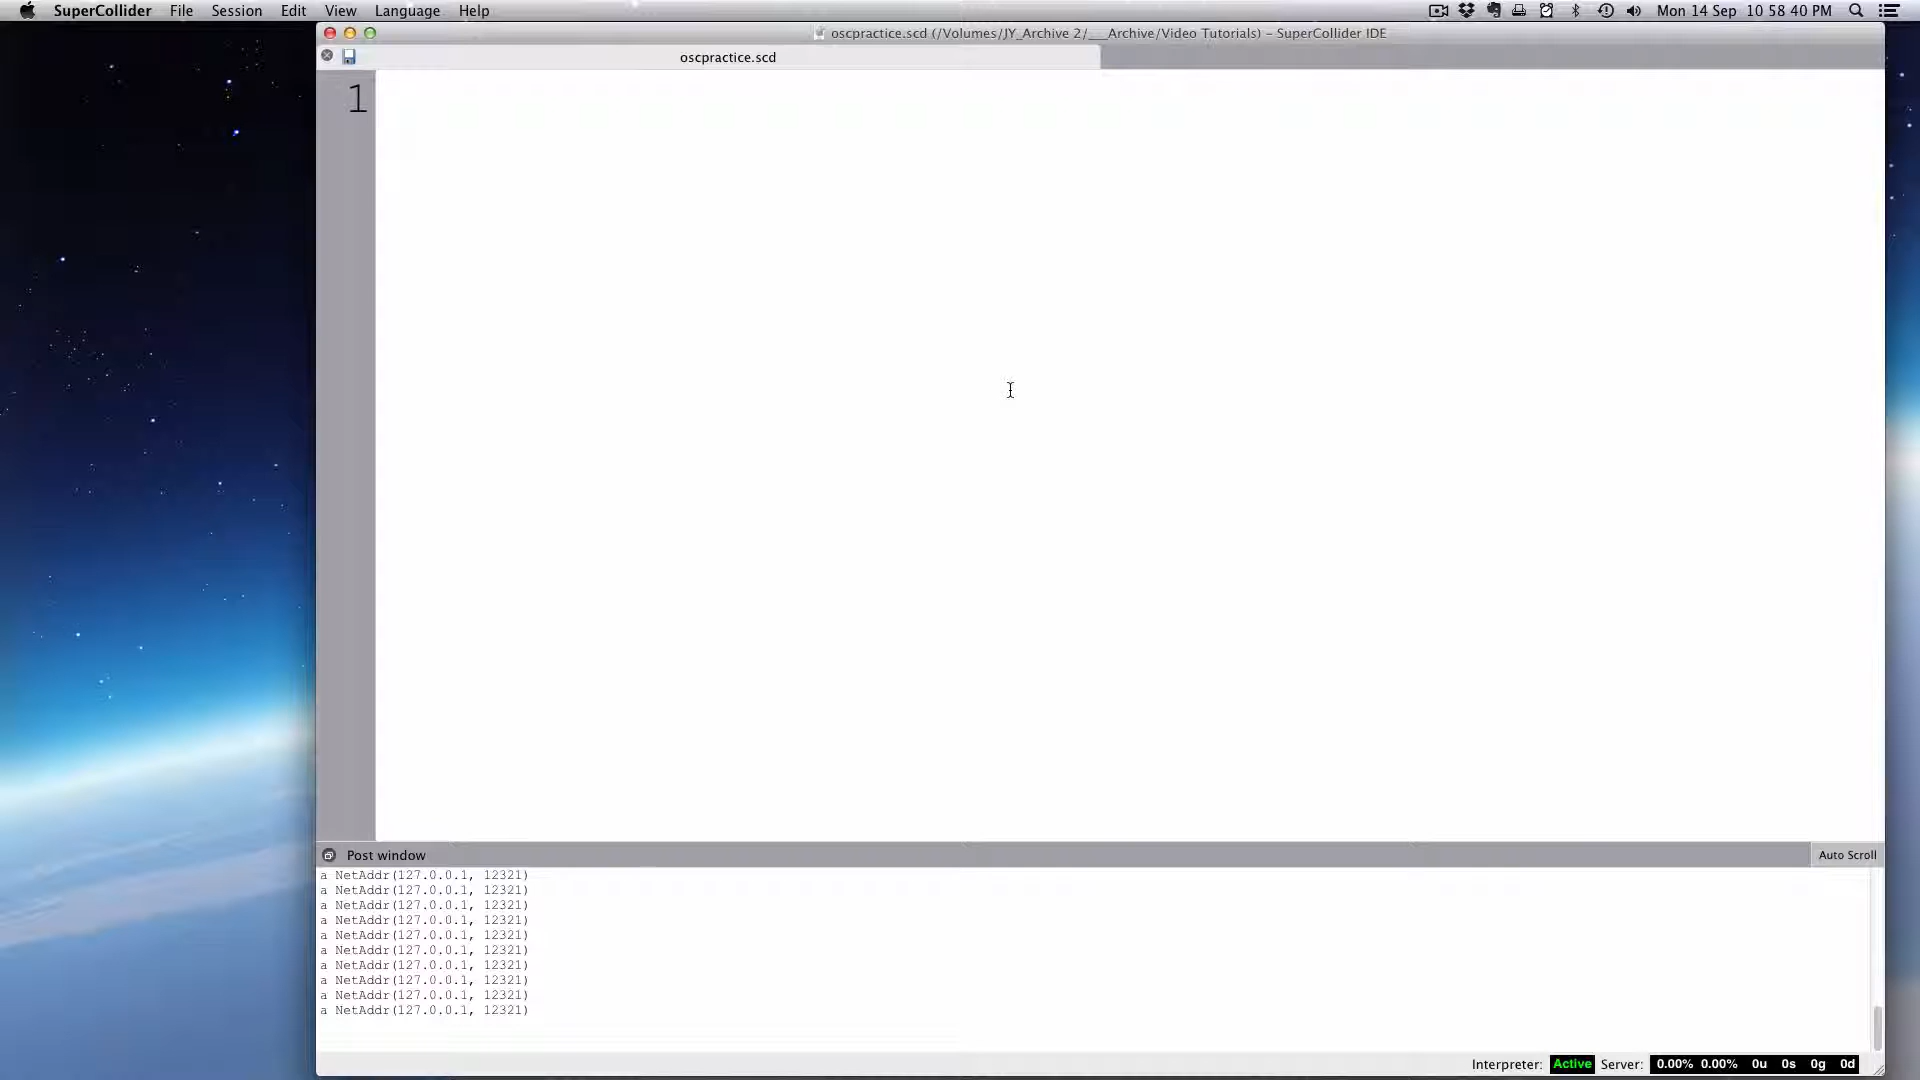 SuperCollider File Session Edit View Language Help Mon 14 Sep 10 58 40 PM
oscpractice.scd (/Volumes/JY_Archive 2/___Archive/Video Tutorials) – SuperCollider IDE
oscpractice.scd
1
Post window Auto Scroll
a NetAddr(127.0.0.1, 12321)
a NetAddr(127.0.0.1, 12321)
a NetAddr(127.0.0.1, 12321)
a NetAddr(127.0.0.1, 12321)
a NetAddr(127.0.0.1, 12321)
a NetAddr(127.0.0.1, 12321)
a NetAddr(127.0.0.1, 12321)
a NetAddr(127.0.0.1, 12321)
a NetAddr(127.0.0.1, 12321)
a NetAddr(127.0.0.1, 12321)
Interpreter: Active Server: 0.00% 0.00% 0u 0s 0g 0d